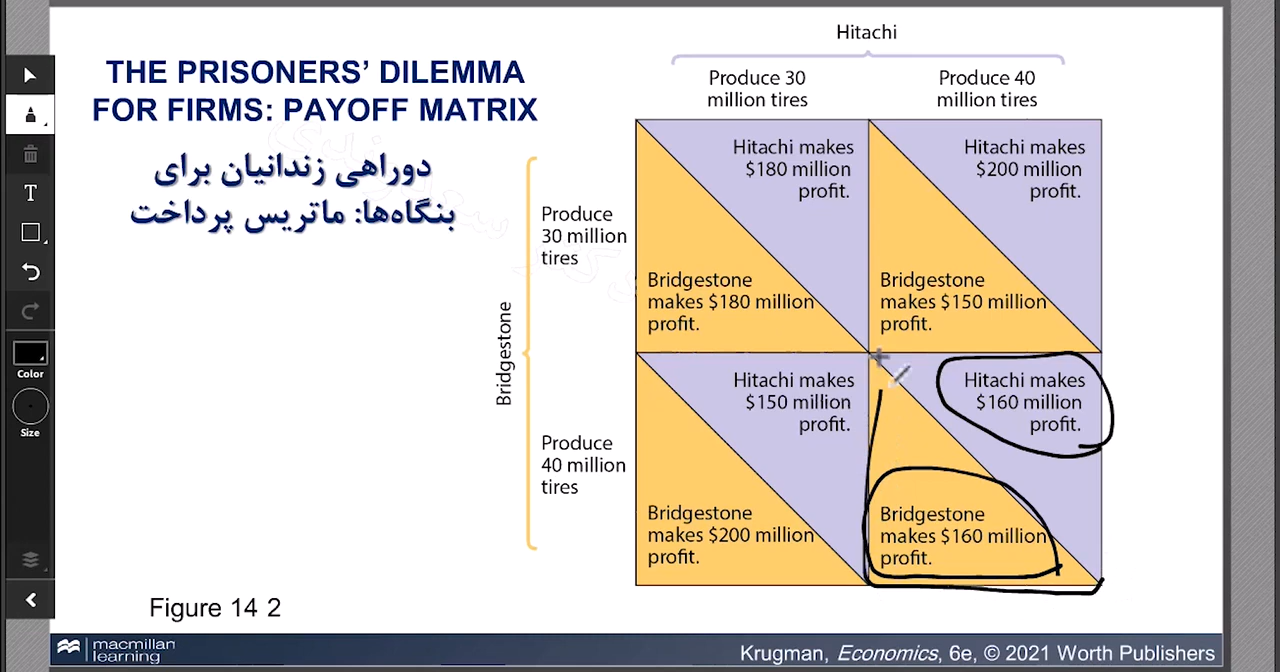 THE PRISONERS’ DILEMMA
FOR FIRMS: PAYOFF MATRIX
دوراهی زندانیان برای
بنگاه‌ها: ماتریس پرداخت
Hitachi
Produce 30
million tires
Produce 40
million tires
Bridgestone
Produce
30 million
tires
Hitachi makes
$180 million
profit.
Bridgestone
makes $180 million
profit.
Hitachi makes
$200 million
profit.
Bridgestone
makes $150 million
profit.
Produce
40 million
tires
Hitachi makes
$150 million
profit.
Bridgestone
makes $200 million
profit.
Hitachi makes
$160 million
profit.
Bridgestone
makes $160 million
profit.
T
Color
Size
Figure 14 2
macmillan
learning
Krugman, Economics, 6e, © 2021 Worth Publishers